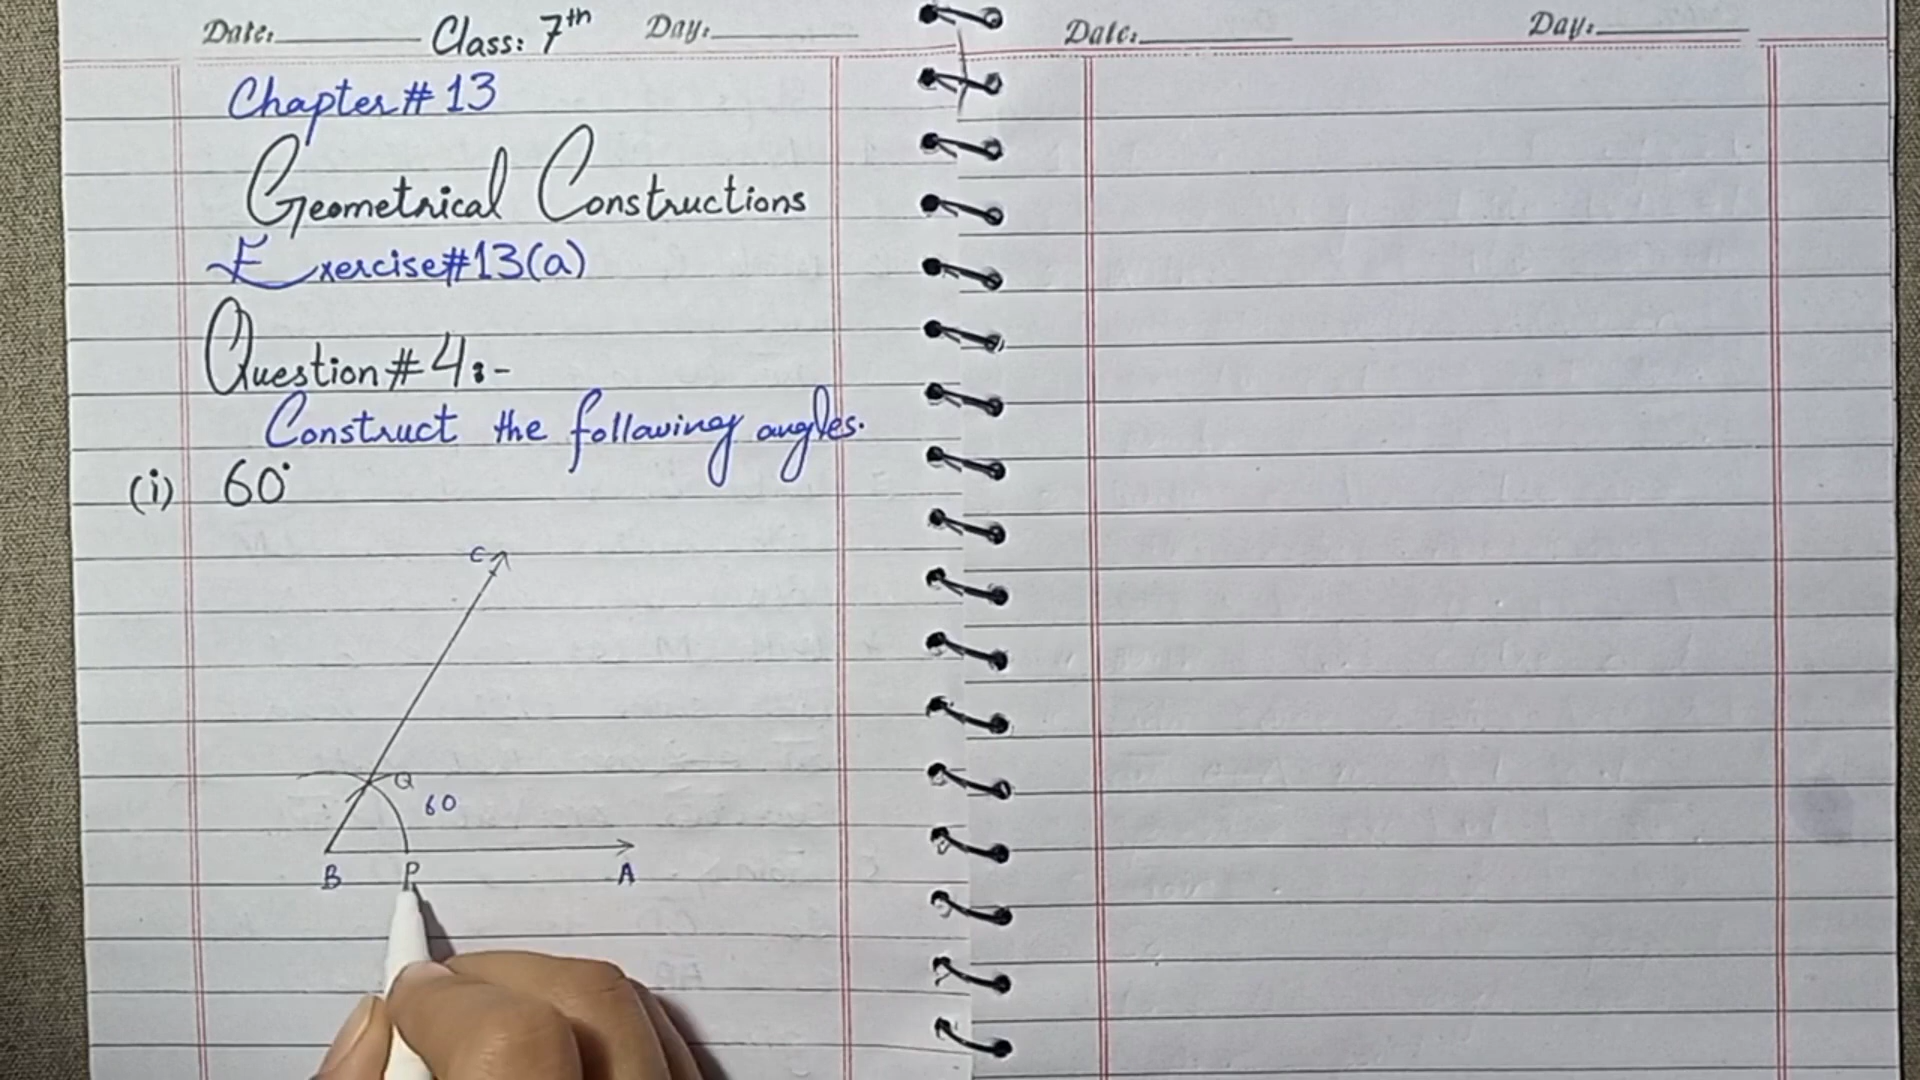 Date: Class: 7th Day:
Chapter # 13
Geometrical Constructions
Exercise # 13(a)
Question # 4:-
Construct the following angles.
(i) 60°
C
Q
60
B P A
Date: Day: